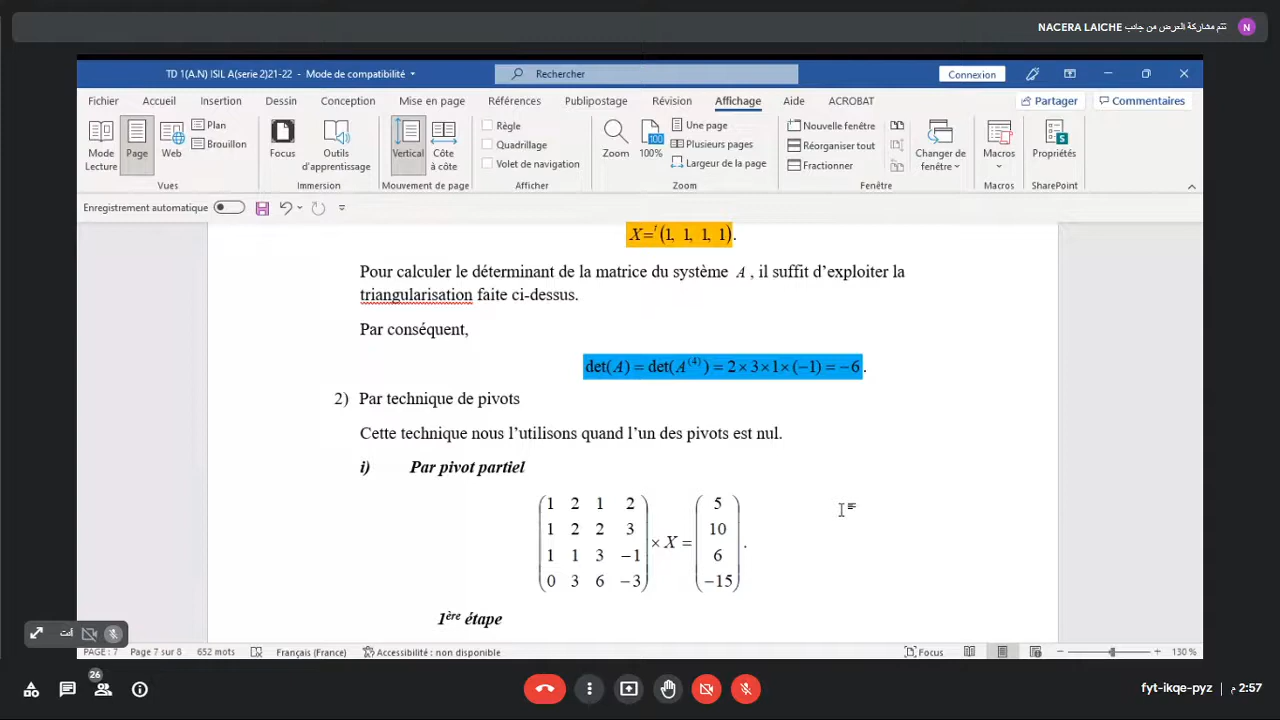 تتم مشاركة العرض من جانب NACERA LAICHE
N
TD 1(A.N) ISIL A(serie 2)21-22 - Mode de compatibilité
Rechercher
Connexion
Fichier Accueil Insertion Dessin Conception Mise en page Références Publipostage Révision Affichage Aide ACROBAT
Partager Commentaires
Mode Lecture
Page
Web
Plan
Brouillon
Vues
Focus
Outils d'apprentissage
Immersion
Vertical
Côte à côte
Mouvement de page
Règle
Quadrillage
Volet de navigation
Afficher
Zoom
100
100%
Une page
Plusieurs pages
Largeur de la page
Zoom
Nouvelle fenêtre
Réorganiser tout
Fractionner
Changer de fenêtre
Fenêtre
Macros
Macros
S
Propriétés
SharePoint
Enregistrement automatique
X=ᵗ(1, 1, 1, 1).
Pour calculer le déterminant de la matrice du système A , il suffit d’exploiter la
triangularisation faite ci-dessus.
Par conséquent,
det(A) = det(A⁽⁴⁾) = 2×3×1×(−1) = −6.
2) Par technique de pivots
Cette technique nous l’utilisons quand l’un des pivots est nul.
i) Par pivot partiel
1 2 1 2 5
1 2 2 3 10
× X = .
1 1 3 −1 6
0 3 6 −3 −15
1ère étape
أنت
PAGE : 7 Page 7 sur 8 652 mots Français (France) Accessibilité : non disponible Focus 130 %
26
fyt-ikqe-pyz | 2:57 م